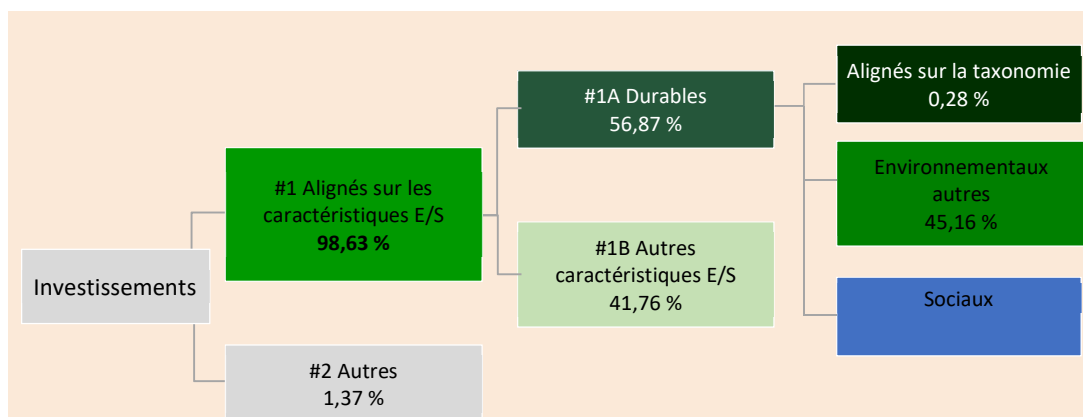 Investissements
#1 Alignés sur les
caractéristiques E/S
98,63 %
#2 Autres
1,37 %
#1A Durables
56,87 %
#1B Autres
caractéristiques E/S
41,76 %
Alignés sur la taxonomie
0,28 %
Environnementaux
autres
45,16 %
Sociaux